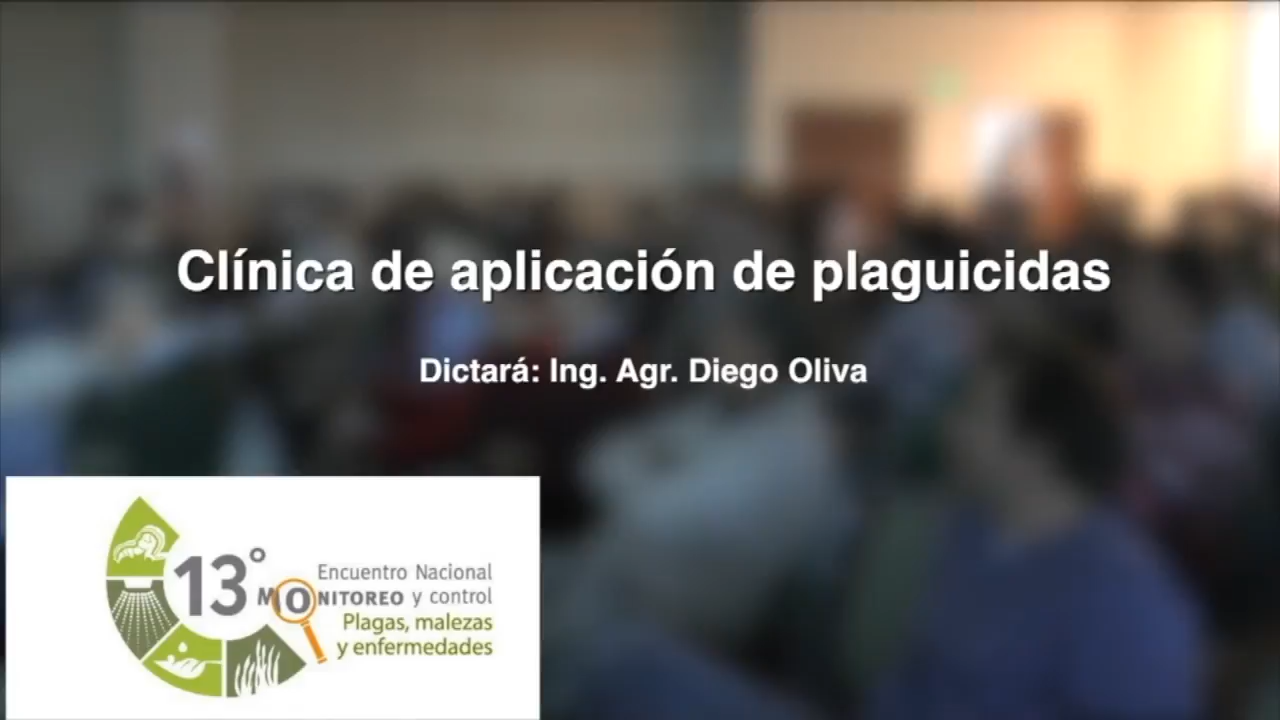 Clínica de aplicación de plaguicidas
Dictará: Ing. Agr. Diego Oliva
13°
Encuentro Nacional
MONITOREO y control
Plagas, malezas
y enfermedades